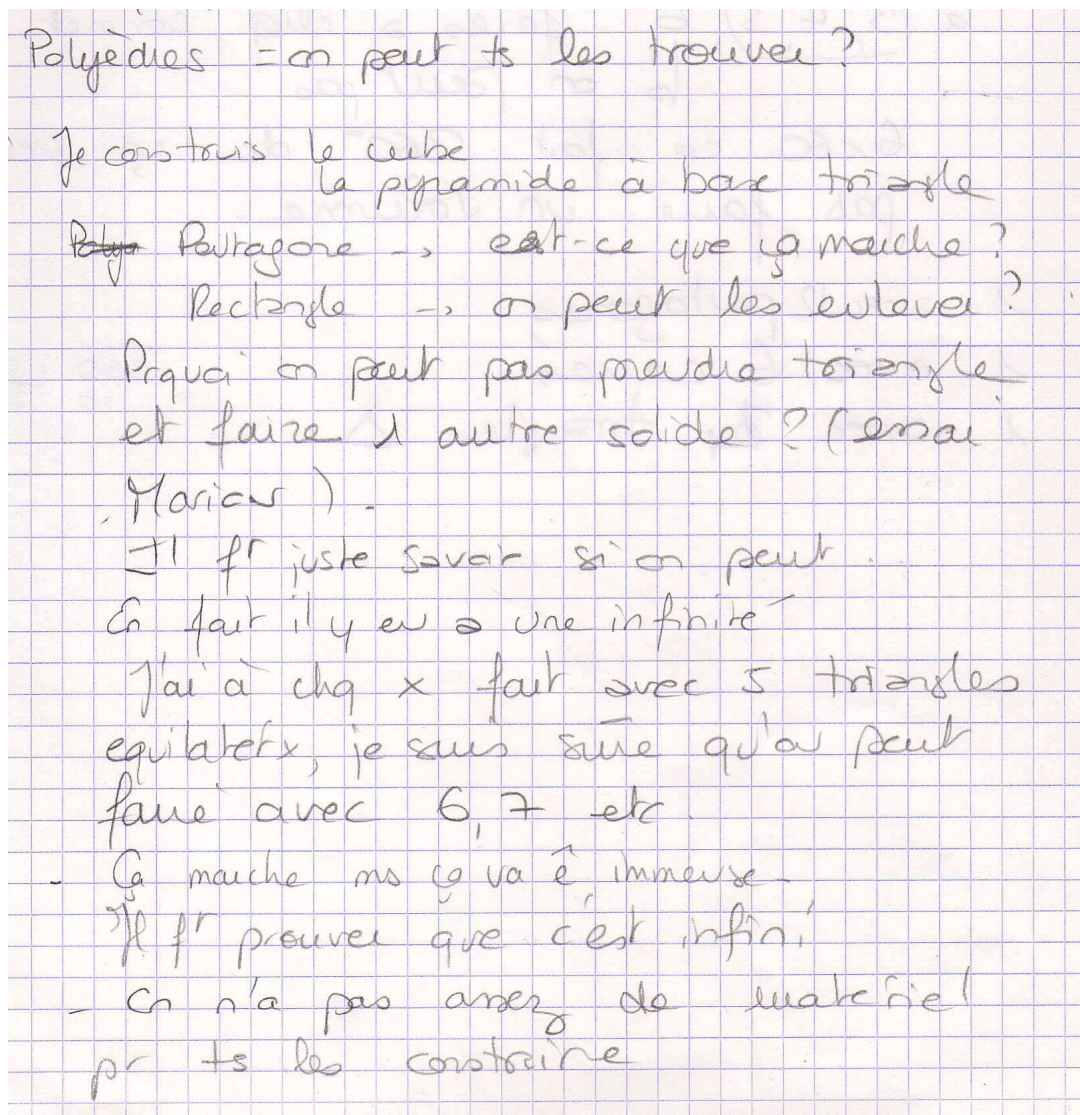 Polyèdres = on peut ts les trouver ?
Je construis le cube
la pyramide à base triangle
Polyg Pentagone → est-ce que ça marche ?
Rectangle → on peut les enlever ?
Prquoi on peut pas prendre triangle
et faire 1 autre solide ? (essai
Marion).
Il ft juste savoir si on peut.
En fait il y en a une infinité
J'ai à chq x fait avec 5 triangles
equilaterx, je suis sûre qu'on peut
faire avec 6, 7 etc.
- Ça marche ms ça va ê immense
Il ft prouver que c'est infini
- On n'a pas assez de matériel
pr ts les construire